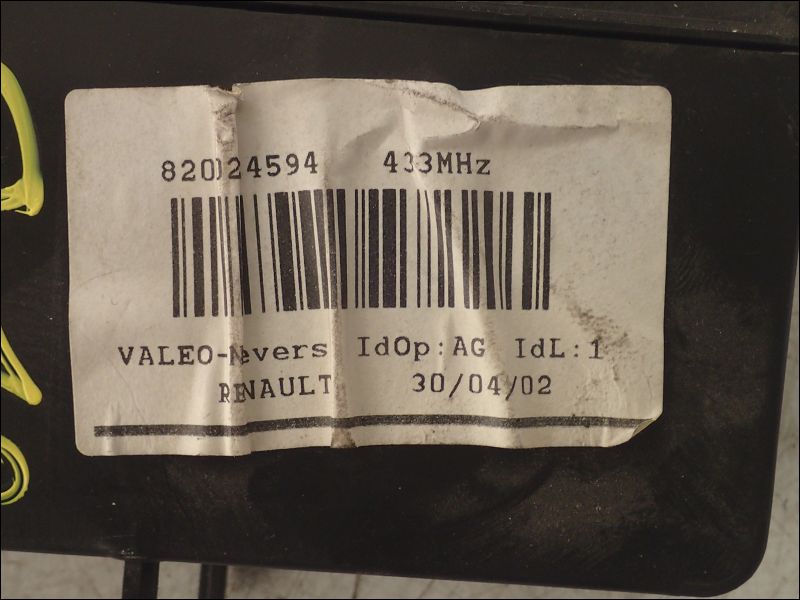 433MHz
VALEO-Nevers IdOp:AG IdL:1
RENAULT 30/04/02